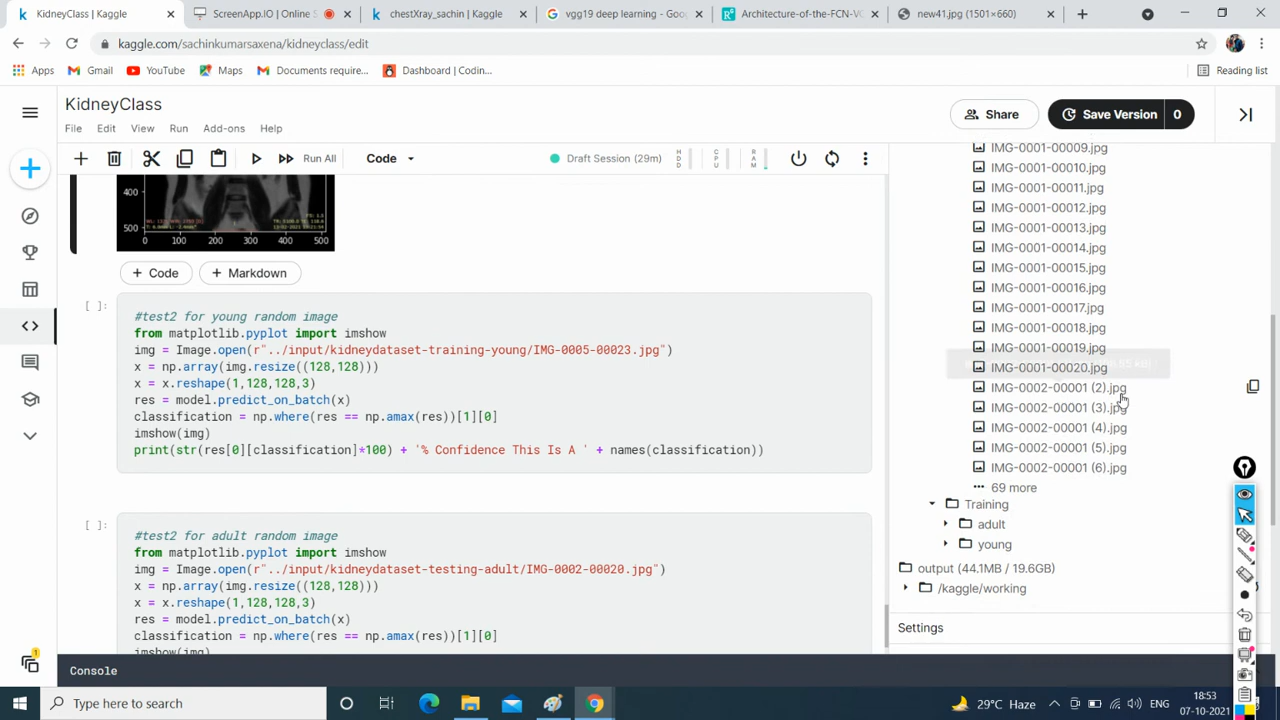 KidneyClass | Kaggle
ScreenApp.IO | Online S
chestXray_sachin | Kaggle
vgg19 deep learning - Goo
Architecture-of-the-FCN-VG
new41.jpg (1501×660)
kaggle.com/sachinkumarsaxena/kidneyclass/edit
Apps
Gmail
YouTube
Maps
Documents require...
Dashboard | Codin...
Reading list
KidneyClass
File Edit View Run Add-ons Help
Share
Save Version 0
Run All
Code
Draft Session (29m)
HDD
CPU
RAM
400
500
0 100 200 300 400 500
+ Code
+ Markdown
[ ]:
#test2 for young random image
from matplotlib.pyplot import imshow
img = Image.open(r"../input/kidneydataset-training-young/IMG-0005-00023.jpg")
x = np.array(img.resize((128,128)))
x = x.reshape(1,128,128,3)
res = model.predict_on_batch(x)
classification = np.where(res == np.amax(res))[1][0]
imshow(img)
print(str(res[0][classification]*100) + '% Confidence This Is A ' + names(classification))
[ ]:
#test2 for adult random image
from matplotlib.pyplot import imshow
img = Image.open(r"../input/kidneydataset-testing-adult/IMG-0002-00020.jpg")
x = np.array(img.resize((128,128)))
x = x.reshape(1,128,128,3)
res = model.predict_on_batch(x)
classification = np.where(res == np.amax(res))[1][0]
imshow(img)
IMG-0001-00009.jpg
IMG-0001-00010.jpg
IMG-0001-00011.jpg
IMG-0001-00012.jpg
IMG-0001-00013.jpg
IMG-0001-00014.jpg
IMG-0001-00015.jpg
IMG-0001-00016.jpg
IMG-0001-00017.jpg
IMG-0001-00018.jpg
IMG-0001-00019.jpg
IMG-0001-00020.jpg
IMG-0002-00001 (2).jpg
IMG-0002-00001 (3).jpg
IMG-0002-00001 (4).jpg
IMG-0002-00001 (5).jpg
IMG-0002-00001 (6).jpg
69 more
Training
adult
young
output (44.1MB / 19.6GB)
/kaggle/working
Settings
Console
1
Type here to search
29°C Haze
ENG
18:53
07-10-2021